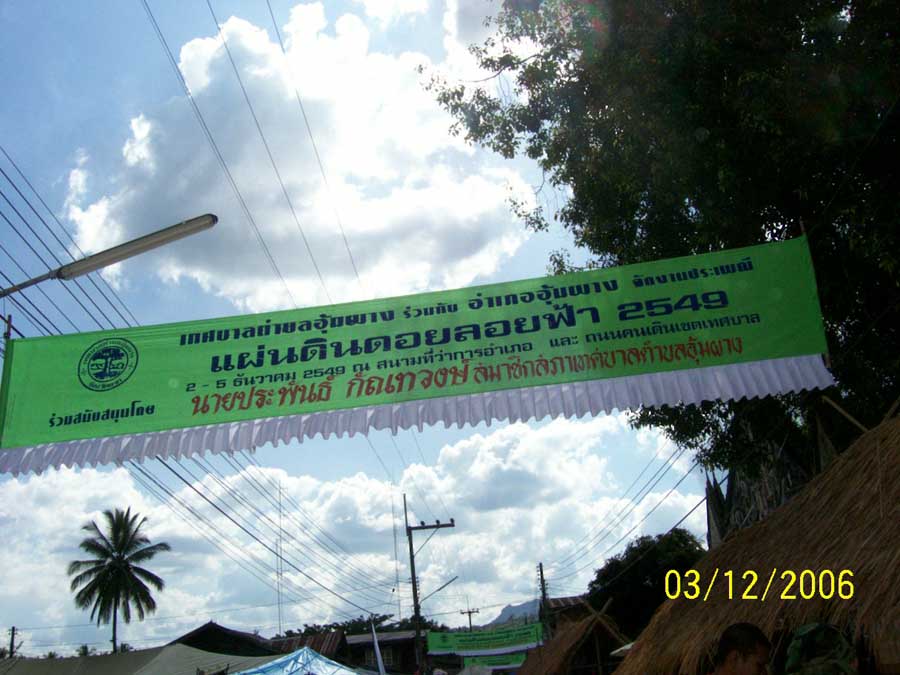 เทศบาลตำบลอุ้มผาง ร่วมกับ อำเภออุ้มผาง จัดงานประเพณี
แผ่นดินดอยลอยฟ้า 2549
2 - 5 ธันวาคม 2549 ณ สนามที่ว่าการอำเภอ และ ถนนคนเดินเขตเทศบาล
ร่วมสนับสนุนโดย นายประพันธ์ กัณเทวงษ์ สมาชิกสภาเทศบาลตำบลอุ้มผาง
03/12/2006